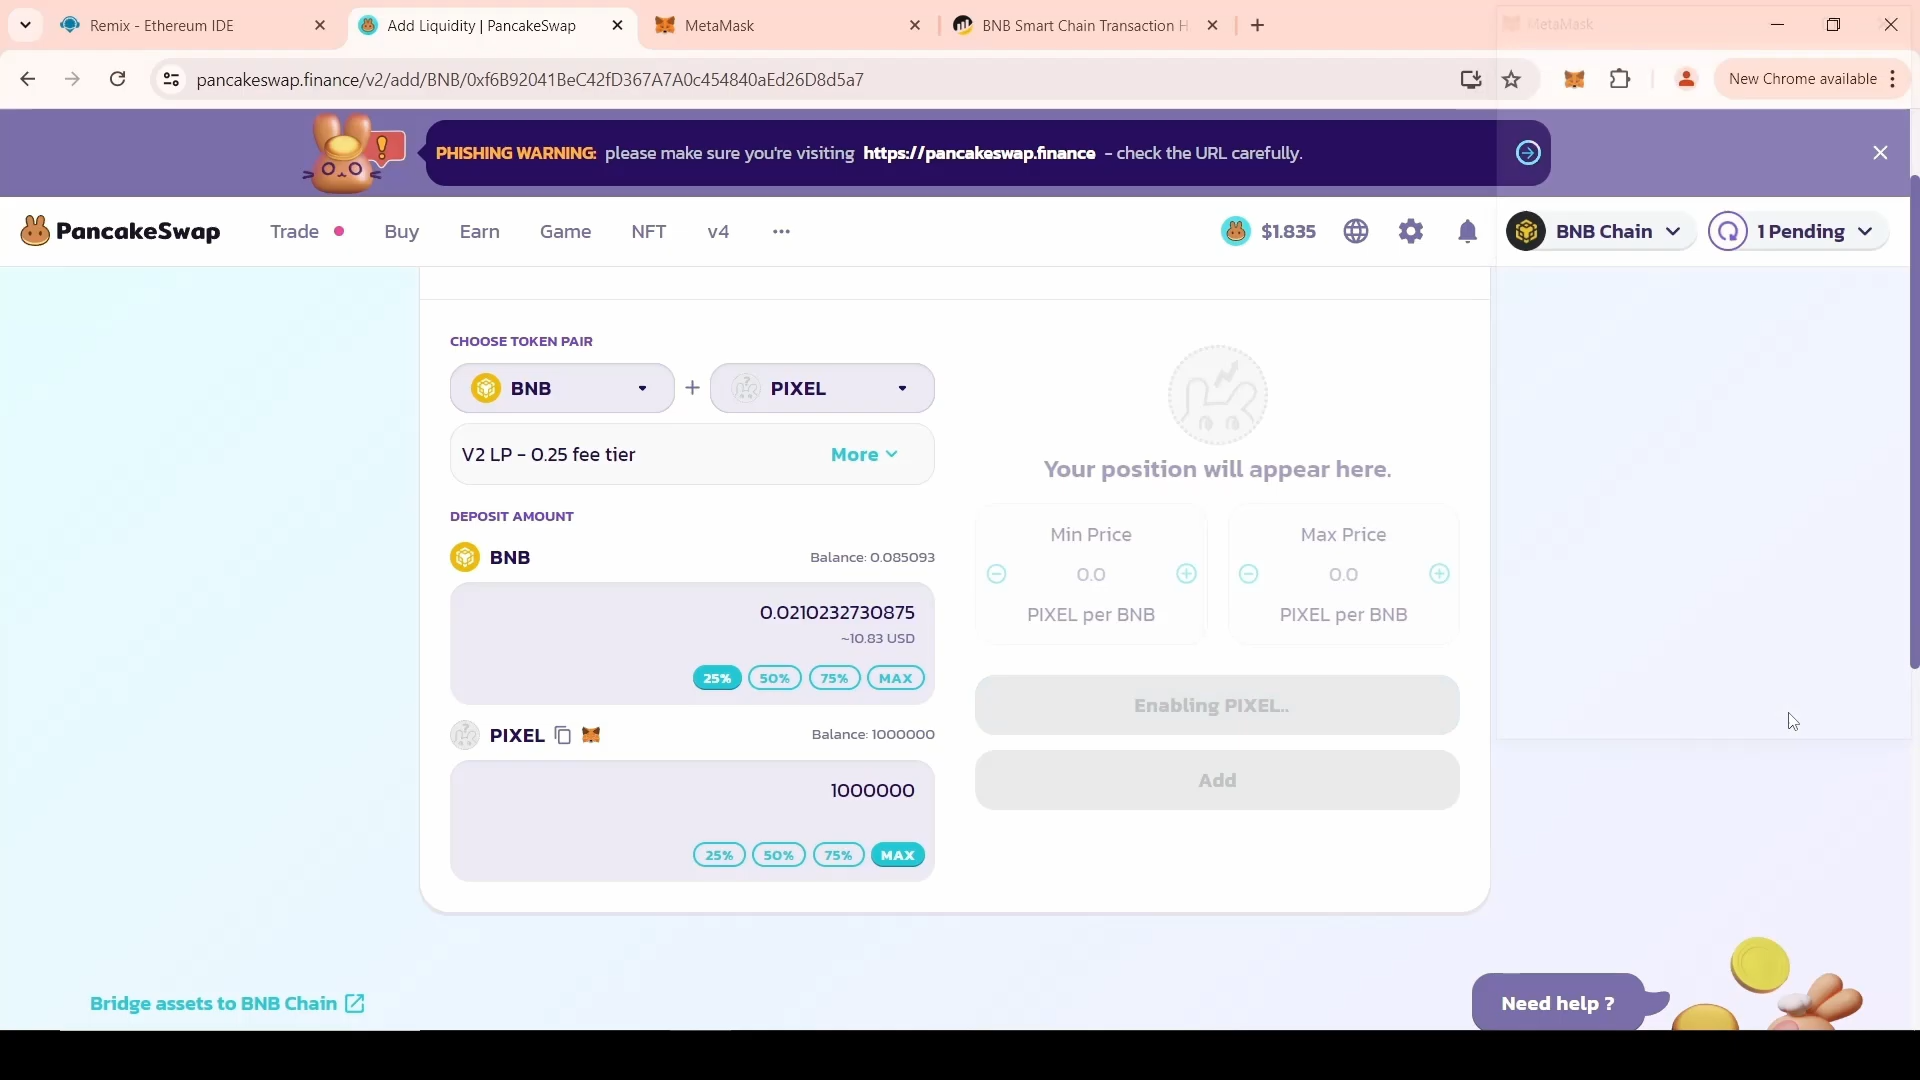 Remix - Ethereum IDE
Add Liquidity | PancakeSwap
MetaMask
BNB Smart Chain Transaction H
MetaMask
pancakeswap.finance/v2/add/BNB/0xf6B92041BeC42fD367A7A0c454840aEd26D8d5a7
New Chrome available
PHISHING WARNING: please make sure you're visiting https://pancakeswap.finance - check the URL carefully.
PancakeSwap
Trade
Buy
Earn
Game
NFT
v4
$1.835
BNB Chain
1 Pending
CHOOSE TOKEN PAIR
BNB
+
PIXEL
V2 LP - 0.25 fee tier
More
Your position will appear here.
DEPOSIT AMOUNT
BNB
Balance: 0.085093
0.0210232730875
~10.83 USD
25%
50%
75%
MAX
Min Price
0.0
PIXEL per BNB
Max Price
0.0
PIXEL per BNB
Enabling PIXEL..
Add
PIXEL
Balance: 1000000
1000000
25%
50%
75%
MAX
Bridge assets to BNB Chain
Need help ?